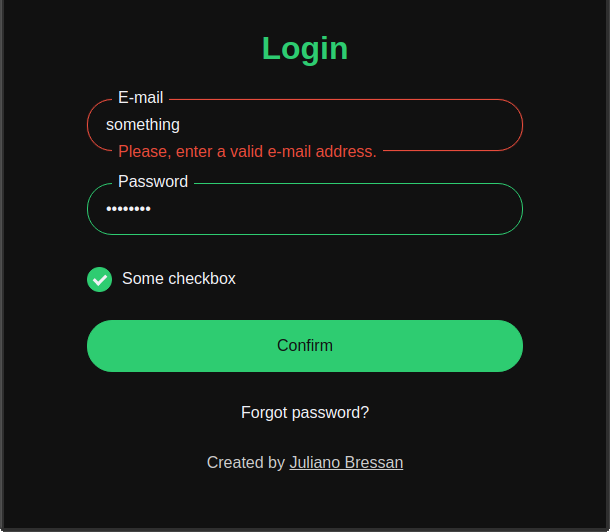 Login
E-mail
something
Please, enter a valid e-mail address.
Password
••••••••
Some checkbox
Confirm
Forgot password?
Created by Juliano Bressan